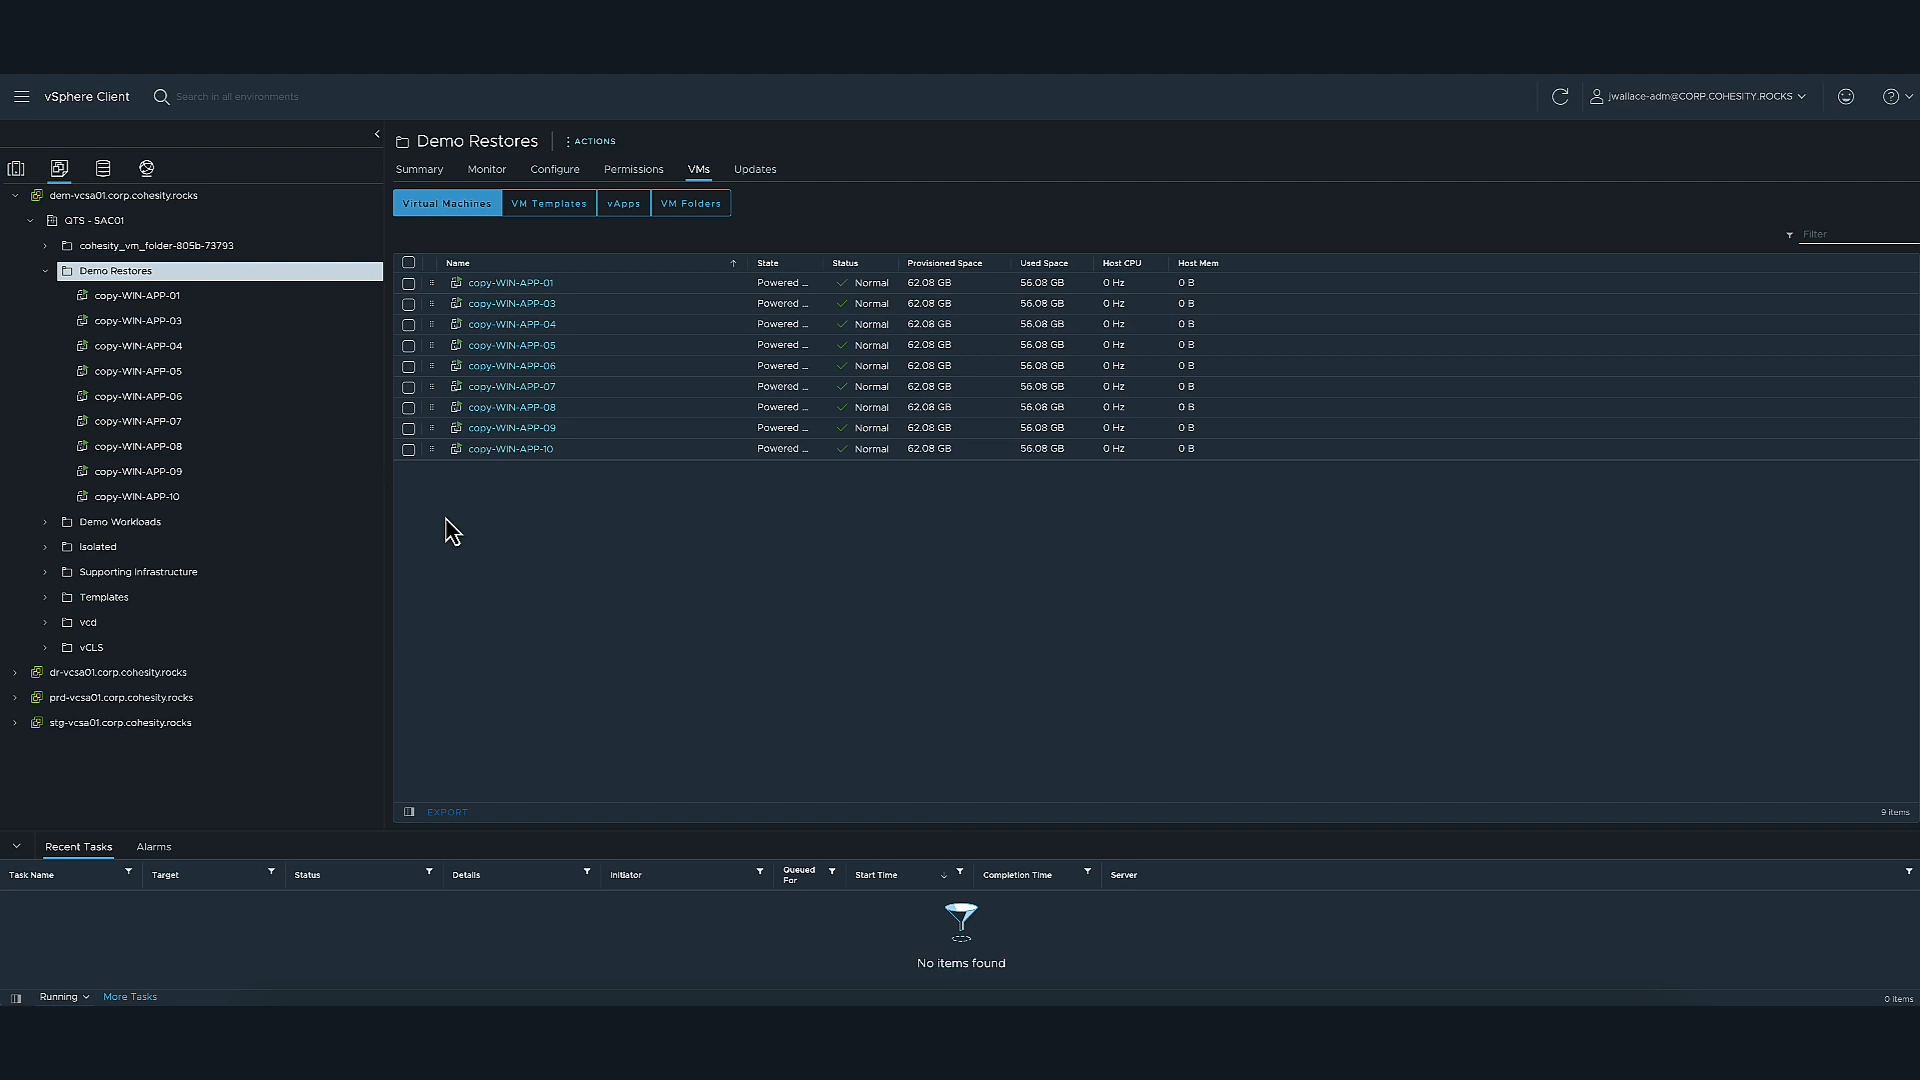 vSphere Client
Search in all environments
jwallace-adm@CORP.COHESITY.ROCKS
dem-vcsa01.corp.cohesity.rocks
QTS - SAC01
cohesity_vm_folder-805b-73793
Demo Restores
copy-WIN-APP-01
copy-WIN-APP-03
copy-WIN-APP-04
copy-WIN-APP-05
copy-WIN-APP-06
copy-WIN-APP-07
copy-WIN-APP-08
copy-WIN-APP-09
copy-WIN-APP-10
Demo Workloads
Isolated
Supporting Infrastructure
Templates
vcd
vCLS
dr-vcsa01.corp.cohesity.rocks
prd-vcsa01.corp.cohesity.rocks
stg-vcsa01.corp.cohesity.rocks
Demo Restores ACTIONS
Summary Monitor Configure Permissions VMs Updates
Virtual Machines VM Templates vApps VM Folders
Filter
Name State Status Provisioned Space Used Space Host CPU Host Mem
copy-WIN-APP-01 Powered ... Normal 62.08 GB 56.08 GB 0 Hz 0 B
copy-WIN-APP-03 Powered ... Normal 62.08 GB 56.08 GB 0 Hz 0 B
copy-WIN-APP-04 Powered ... Normal 62.08 GB 56.08 GB 0 Hz 0 B
copy-WIN-APP-05 Powered ... Normal 62.08 GB 56.08 GB 0 Hz 0 B
copy-WIN-APP-06 Powered ... Normal 62.08 GB 56.08 GB 0 Hz 0 B
copy-WIN-APP-07 Powered ... Normal 62.08 GB 56.08 GB 0 Hz 0 B
copy-WIN-APP-08 Powered ... Normal 62.08 GB 56.08 GB 0 Hz 0 B
copy-WIN-APP-09 Powered ... Normal 62.08 GB 56.08 GB 0 Hz 0 B
copy-WIN-APP-10 Powered ... Normal 62.08 GB 56.08 GB 0 Hz 0 B
EXPORT 9 items
Recent Tasks Alarms
Task Name Target Status Details Initiator Queued For Start Time Completion Time Server
No items found
Running More Tasks 0 items